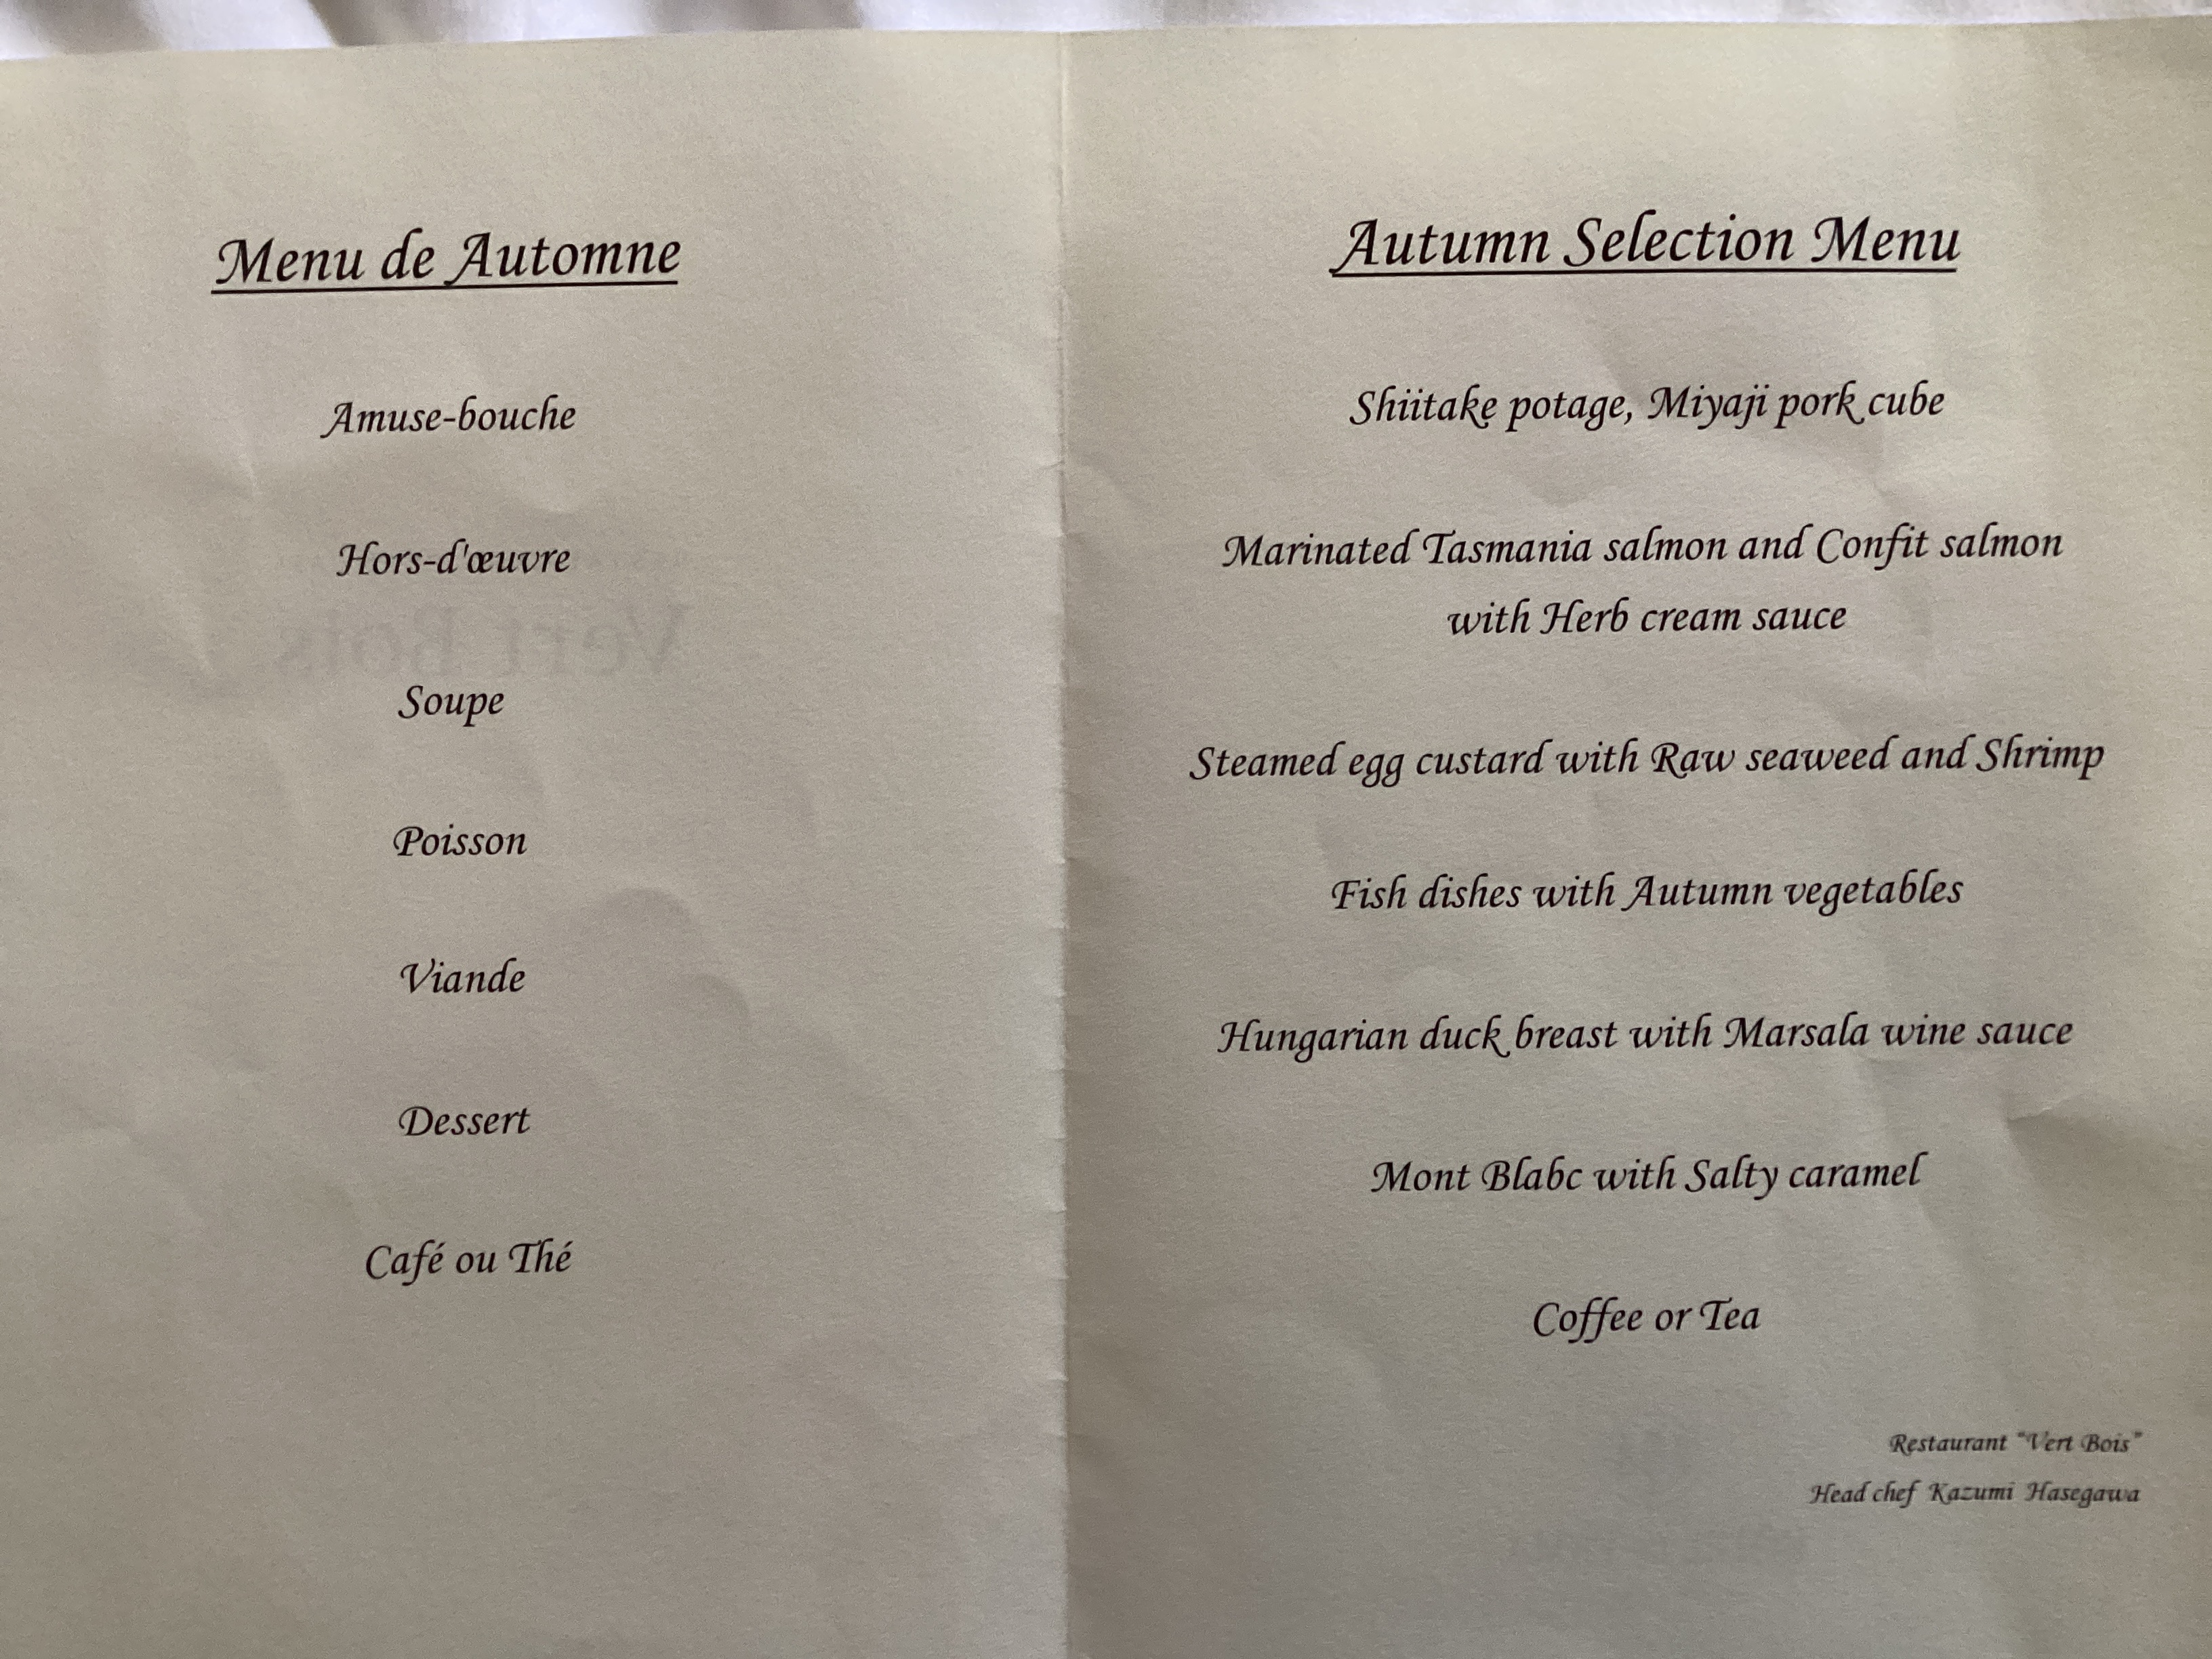 Menu de Automne
Amuse-bouche
Hors-d'œuvre
Soupe
Poisson
Viande
Dessert
Café ou Thé
Autumn Selection Menu
Shiitake potage, Miyaji pork cube
Marinated Tasmania salmon and Confit salmon
with Herb cream sauce
Steamed egg custard with Raw seaweed and Shrimp
Fish dishes with Autumn vegetables
Hungarian duck breast with Marsala wine sauce
Mont Blabc with Salty caramel
Coffee or Tea
Restaurant “Vert Bois”
Head chef Kazumi Hasegawa
Vert bois